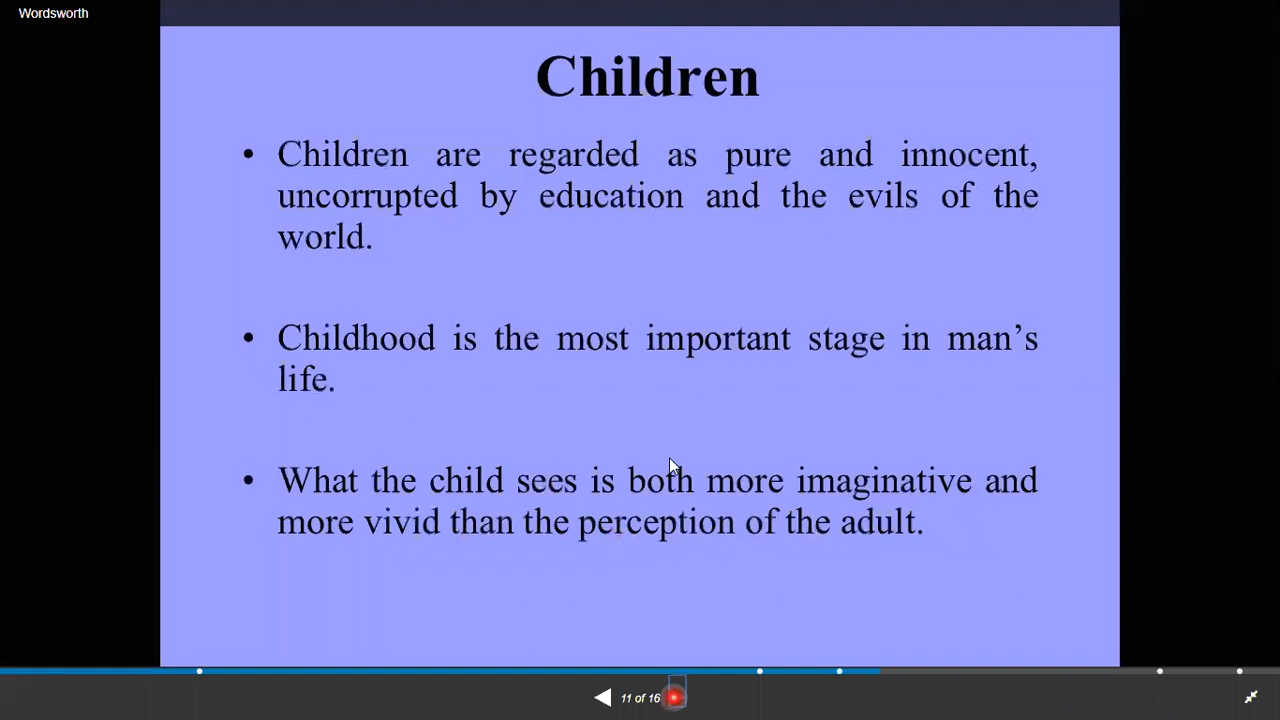 Wordsworth
Children
• Children are regarded as pure and innocent,
uncorrupted by education and the evils of the
world.
• Childhood is the most important stage in man’s
life.
• What the child sees is both more imaginative and
more vivid than the perception of the adult.
11 of 16